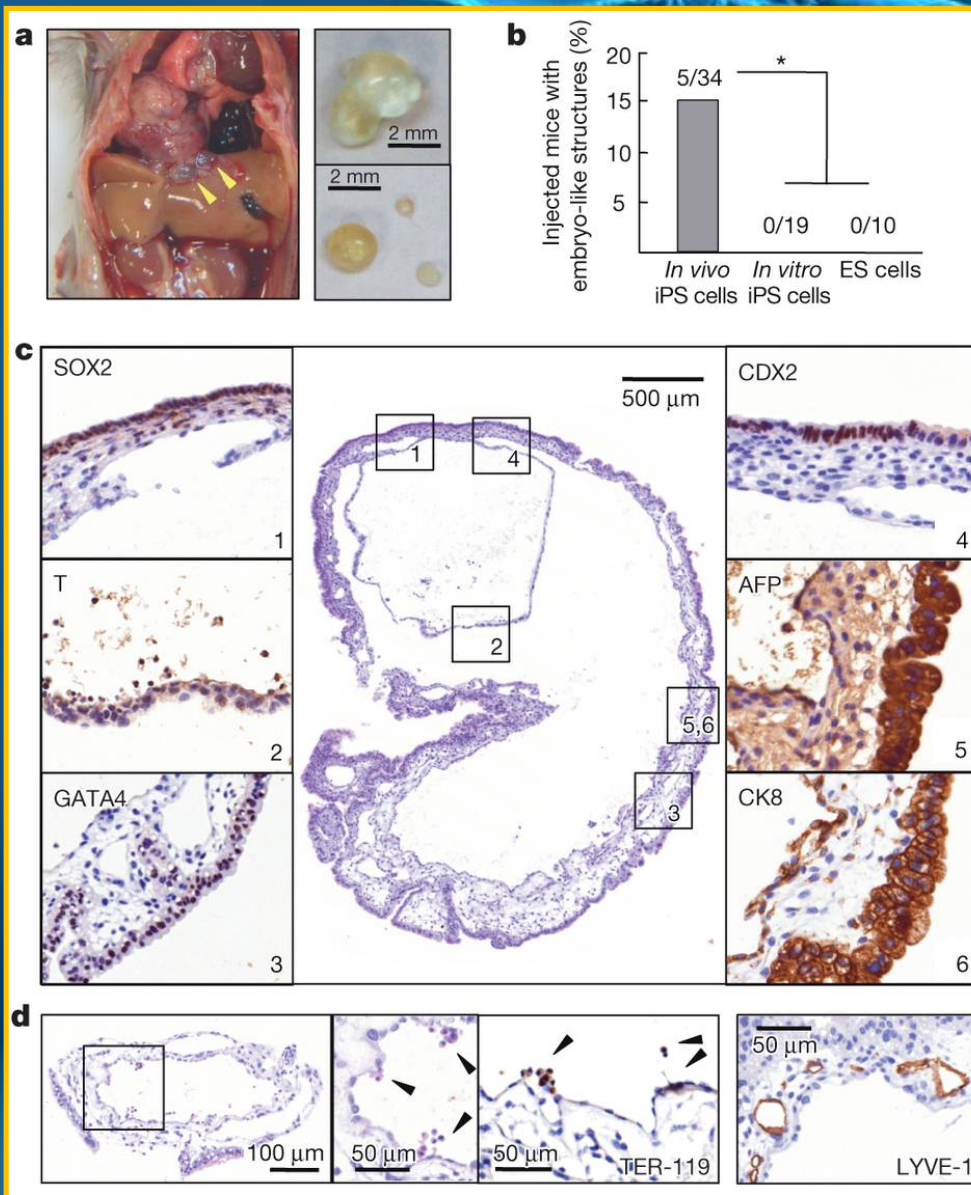 a
2 mm
2 mm
b
Injected mice with
embryo-like structures (%)
20
15
10
5
5/34
*
0/19
0/10
In vivo
iPS cells
In vitro
iPS cells
ES cells
c
SOX2
1
T
2
GATA4
3
500 μm
1
4
2
5,6
3
CDX2
4
AFP
5
CK8
6
d
100 μm
50 μm
50 μm
TER-119
50 μm
LYVE-1